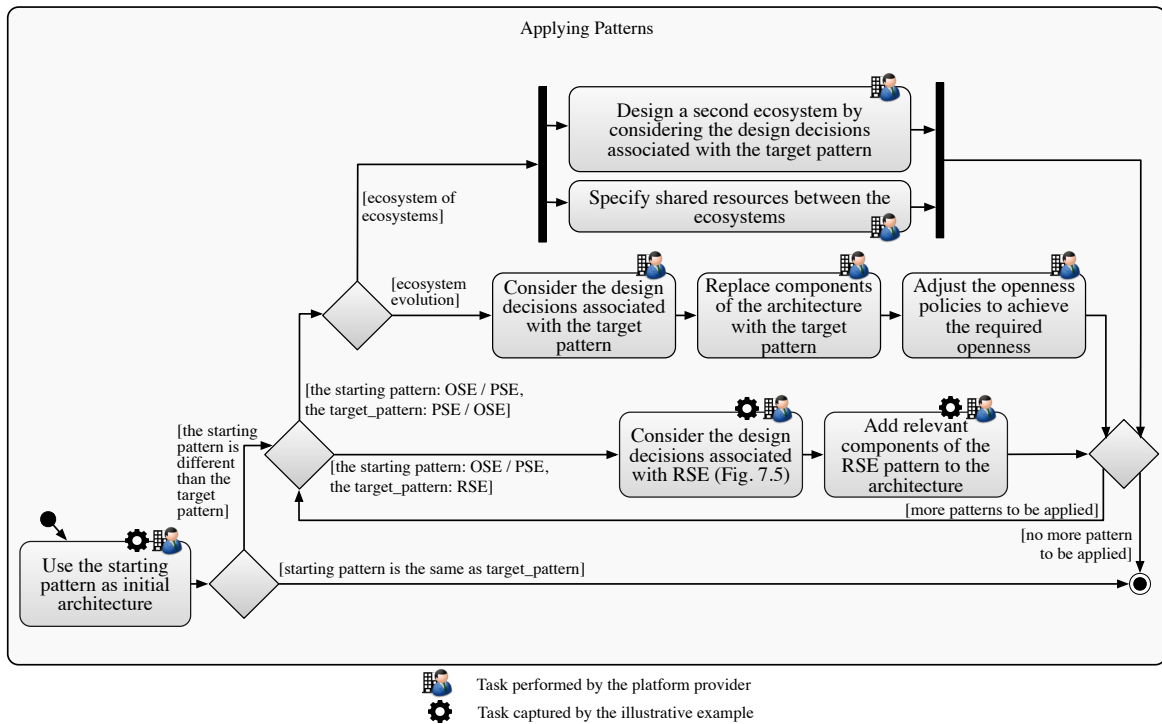 Applying Patterns
Design a second ecosystem by
considering the design decisions
associated with the target pattern
[ecosystem of
ecosystems]
Specify shared resources between the
ecosystems
[ecosystem
evolution]
Consider the design
decisions associated
with the target
pattern
Replace components
of the architecture
with the target
pattern
Adjust the openness
policies to achieve
the required
openness
[the starting pattern: OSE / PSE,
the target_pattern: PSE / OSE]
[the starting
pattern is
different
than the
target
pattern]
[the starting pattern: OSE / PSE,
the target_pattern: RSE]
Consider the design
decisions associated
with RSE (Fig. 7.5)
Add relevant
components of the
RSE pattern to the
architecture
[more patterns to be applied]
[no more pattern
to be applied]
Use the starting
pattern as initial
architecture
[starting pattern is the same as target_pattern]
Task performed by the platform provider
Task captured by the illustrative example